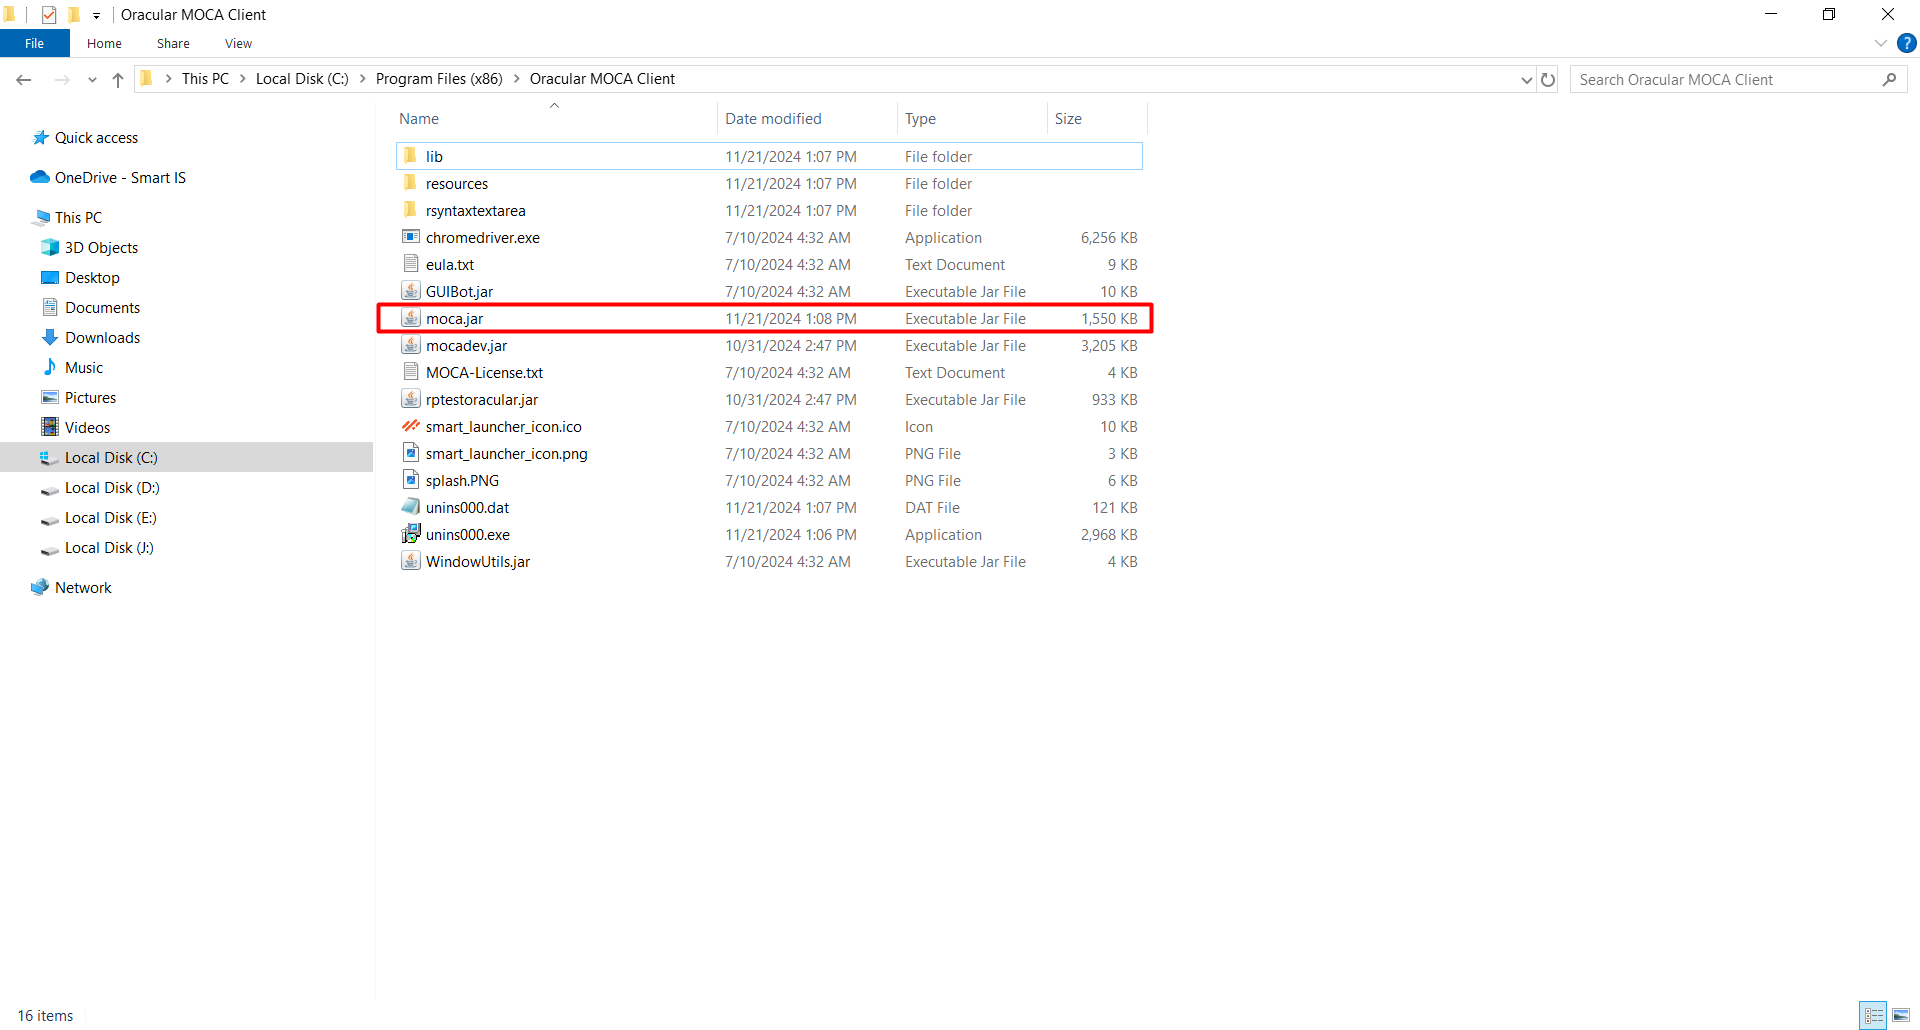 Oracular MOCA Client
File Home Share View
This PC Local Disk (C:) Program Files (x86) Oracular MOCA Client
Search Oracular MOCA Client
Quick access
OneDrive - Smart IS
This PC
3D Objects
Desktop
Documents
Downloads
Music
Pictures
Videos
Local Disk (C:)
Local Disk (D:)
Local Disk (E:)
Local Disk (J:)
Network
Name Date modified Type Size
lib 11/21/2024 1:07 PM File folder
resources 11/21/2024 1:07 PM File folder
rsyntaxtextarea 11/21/2024 1:07 PM File folder
chromedriver.exe 7/10/2024 4:32 AM Application 6,256 KB
eula.txt 7/10/2024 4:32 AM Text Document 9 KB
GUIBot.jar 7/10/2024 4:32 AM Executable Jar File 10 KB
moca.jar 11/21/2024 1:08 PM Executable Jar File 1,550 KB
mocadev.jar 10/31/2024 2:47 PM Executable Jar File 3,205 KB
MOCA-License.txt 7/10/2024 4:32 AM Text Document 4 KB
rptestoracular.jar 10/31/2024 2:47 PM Executable Jar File 933 KB
smart_launcher_icon.ico 7/10/2024 4:32 AM Icon 10 KB
smart_launcher_icon.png 7/10/2024 4:32 AM PNG File 3 KB
splash.PNG 7/10/2024 4:32 AM PNG File 6 KB
unins000.dat 11/21/2024 1:07 PM DAT File 121 KB
unins000.exe 11/21/2024 1:06 PM Application 2,968 KB
WindowUtils.jar 7/10/2024 4:32 AM Executable Jar File 4 KB
16 items